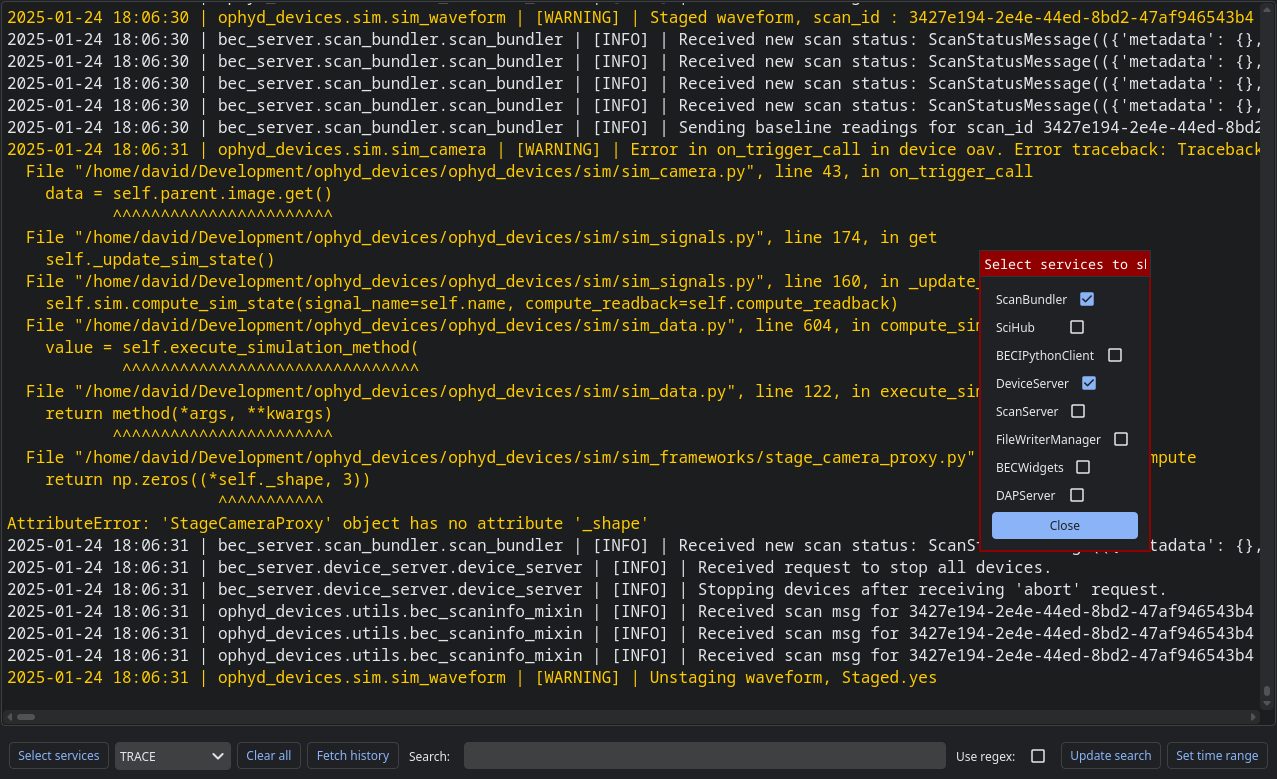 2025-01-24 18:06:30 | ophyd_devices.sim.sim_waveform | [WARNING] | Staged waveform, scan_id : 3427e194-2e4e-44ed-8bd2-47af946543b4
2025-01-24 18:06:30 | bec_server.scan_bundler.scan_bundler | [INFO] | Received new scan status: ScanStatusMessage(({'metadata': {},
2025-01-24 18:06:30 | bec_server.scan_bundler.scan_bundler | [INFO] | Received new scan status: ScanStatusMessage(({'metadata': {},
2025-01-24 18:06:30 | bec_server.scan_bundler.scan_bundler | [INFO] | Received new scan status: ScanStatusMessage(({'metadata': {},
2025-01-24 18:06:30 | bec_server.scan_bundler.scan_bundler | [INFO] | Received new scan status: ScanStatusMessage(({'metadata': {},
2025-01-24 18:06:30 | bec_server.scan_bundler.scan_bundler | [INFO] | Sending baseline readings for scan_id 3427e194-2e4e-44ed-8bd2
2025-01-24 18:06:31 | ophyd_devices.sim.sim_camera | [WARNING] | Error in on_trigger_call in device oav. Error traceback: Traceback
File "/home/david/Development/ophyd_devices/ophyd_devices/sim/sim_camera.py", line 43, in on_trigger_call
data = self.parent.image.get()
^^^^^^^^^^^^^^^^^^^^^^^
File "/home/david/Development/ophyd_devices/ophyd_devices/sim/sim_signals.py", line 174, in get
self._update_sim_state()
File "/home/david/Development/ophyd_devices/ophyd_devices/sim/sim_signals.py", line 160, in _update_
self.sim.compute_sim_state(signal_name=self.name, compute_readback=self.compute_readback)
File "/home/david/Development/ophyd_devices/ophyd_devices/sim/sim_data.py", line 604, in compute_sim
value = self.execute_simulation_method(
^^^^^^^^^^^^^^^^^^^^^^^^^^^^^^^
File "/home/david/Development/ophyd_devices/ophyd_devices/sim/sim_data.py", line 122, in execute_sim
return method(*args, **kwargs)
^^^^^^^^^^^^^^^^^^^^^^^
File "/home/david/Development/ophyd_devices/ophyd_devices/sim/sim_frameworks/stage_camera_proxy.py" mpute
return np.zeros((*self._shape, 3))
^^^^^^^^^^^
AttributeError: 'StageCameraProxy' object has no attribute '_shape'
2025-01-24 18:06:31 | bec_server.scan_bundler.scan_bundler | [INFO] | Received new scan status: ScanSt etadata': {},
2025-01-24 18:06:31 | bec_server.device_server.device_server | [INFO] | Received request to stop all devices.
2025-01-24 18:06:31 | bec_server.device_server.device_server | [INFO] | Stopping devices after receiving 'abort' request.
2025-01-24 18:06:31 | ophyd_devices.utils.bec_scaninfo_mixin | [INFO] | Received scan msg for 3427e194-2e4e-44ed-8bd2-47af946543b4
2025-01-24 18:06:31 | ophyd_devices.utils.bec_scaninfo_mixin | [INFO] | Received scan msg for 3427e194-2e4e-44ed-8bd2-47af946543b4
2025-01-24 18:06:31 | ophyd_devices.utils.bec_scaninfo_mixin | [INFO] | Received scan msg for 3427e194-2e4e-44ed-8bd2-47af946543b4
2025-01-24 18:06:31 | ophyd_devices.sim.sim_waveform | [WARNING] | Unstaging waveform, Staged.yes
Select services to sh
ScanBundler
SciHub
BECIPythonClient
DeviceServer
ScanServer
FileWriterManager
BECWidgets
DAPServer
Close
Select services TRACE Clear all Fetch history Search: Use regex: Update search Set time range